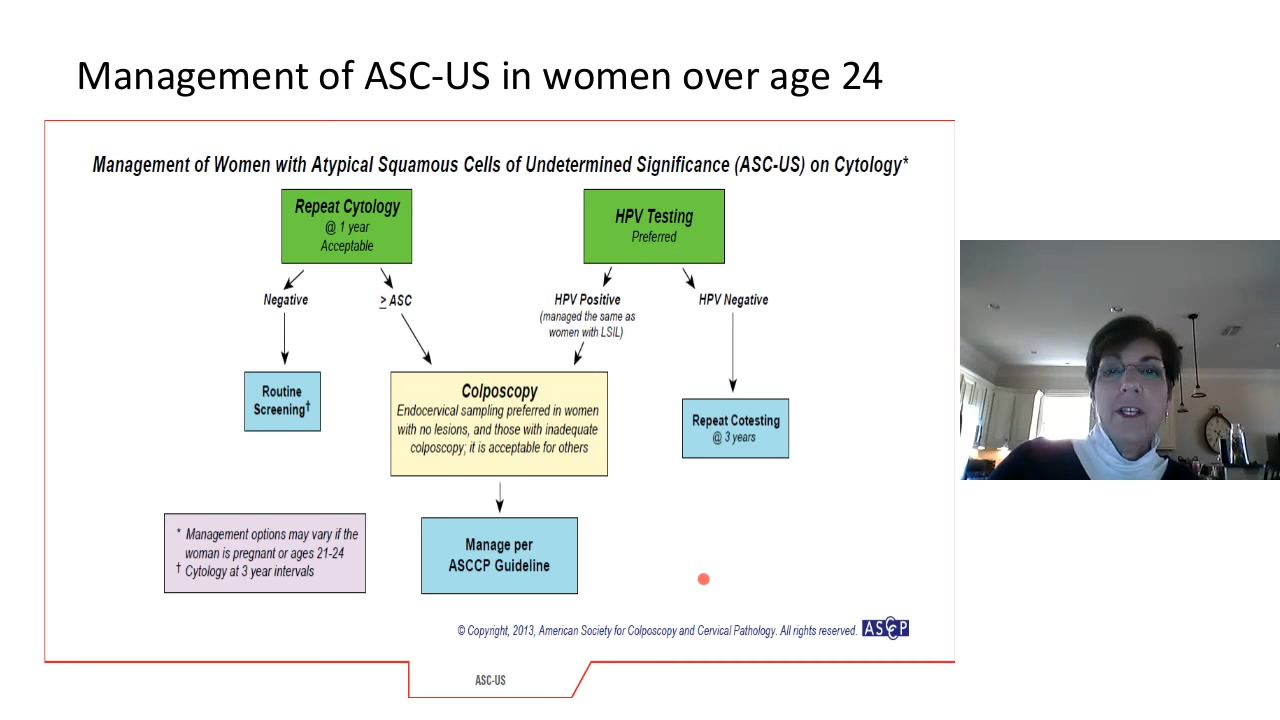 Management of ASC-US in women over age 24
Management of Women with Atypical Squamous Cells of Undetermined Significance (ASC-US) on Cytology*
Repeat Cytology
@ 1 year
Acceptable
HPV Testing
Preferred
Negative
> ASC
HPV Positive
(managed the same as
women with LSIL)
HPV Negative
Routine
Screening†
Colposcopy
Endocervical sampling preferred in women
with no lesions, and those with inadequate
colposcopy; it is acceptable for others
Repeat Cotesting
@ 3 years
* Management options may vary if the
woman is pregnant or ages 21-24
† Cytology at 3 year intervals
Manage per
ASCCP Guideline
© Copyright, 2013, American Society for Colposcopy and Cervical Pathology. All rights reserved.
ASCCP
ASC-US